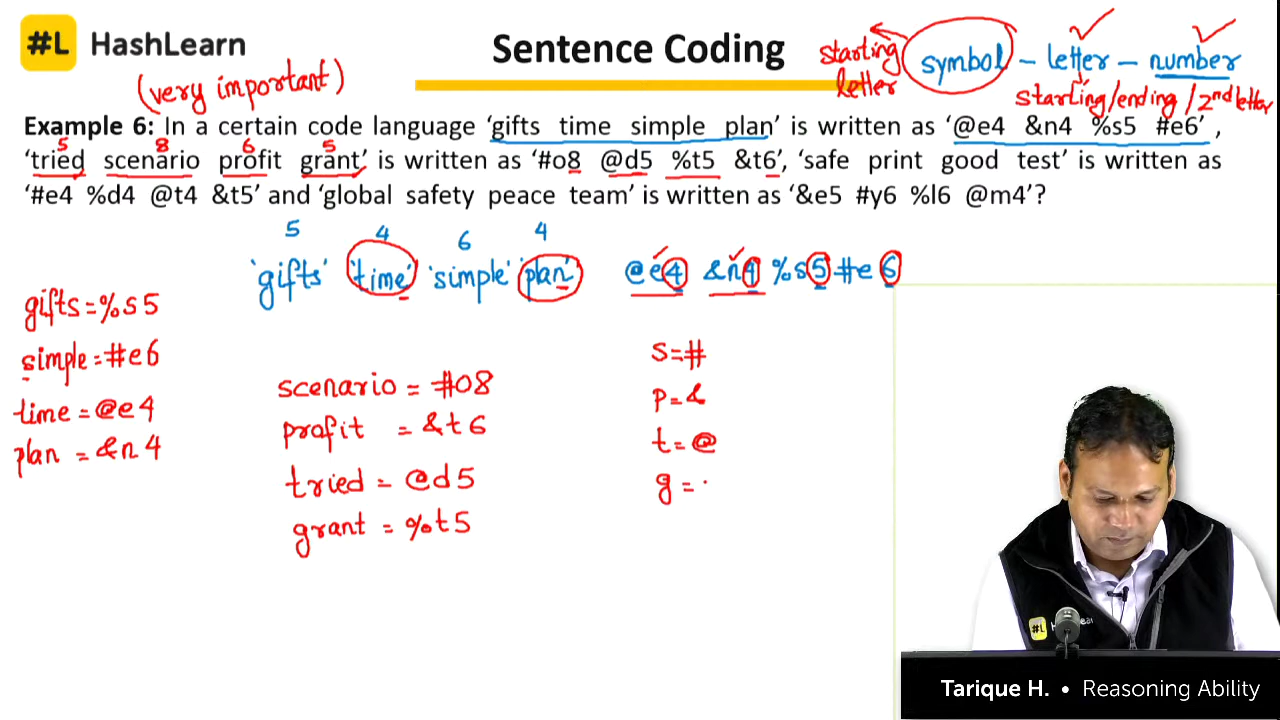 #L HashLearn
Sentence Coding
starting letter
symbol - letter - number
starting/ending/2nd letter
(very important)
Example 6: In a certain code language ‘gifts time simple plan’ is written as ‘@e4 &n4 %s5 #e6’ ,
5 8 6 5
‘tried scenario profit grant’ is written as ‘#o8 @d5 %t5 &t6’, ‘safe print good test’ is written as
‘#e4 %d4 @t4 &t5’ and ‘global safety peace team’ is written as ‘&e5 #y6 %l6 @m4’?
5 4 6 4
'gifts' 'time' 'simple' 'plan' @e4 &n4 %s5 #e6
gifts = %s5
simple = #e6
time = @e4
plan = &n4
scenario = #o8
profit = &t6
tried = @d5
grant = %t5
s = #
p = &
t = @
g =
#L HashLear
Tarique H. • Reasoning Ability